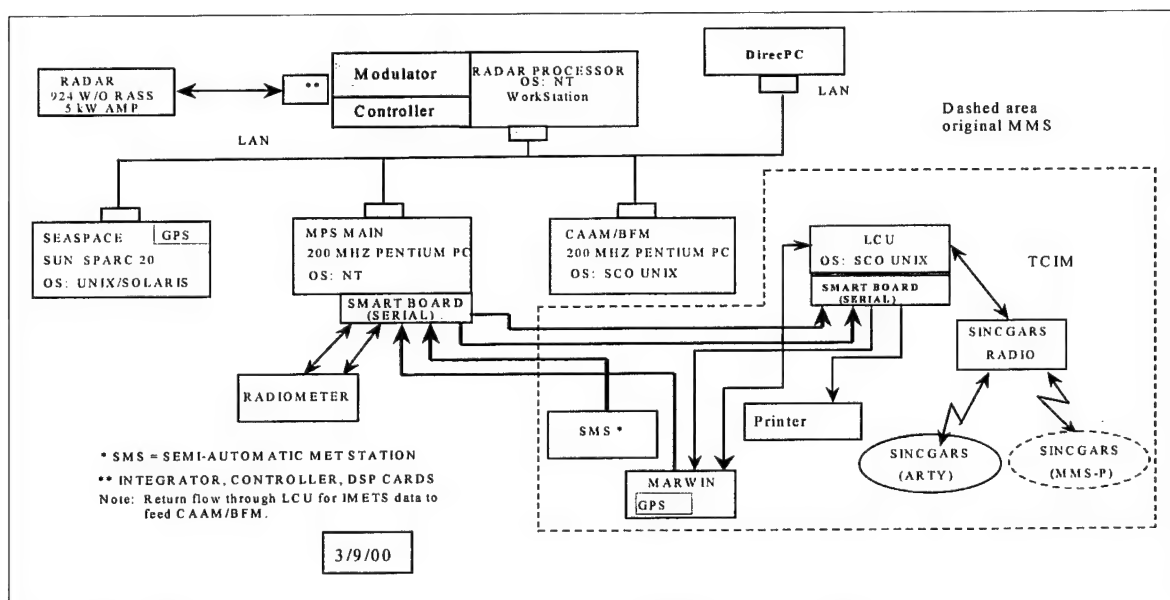 DirecPC
RADAR
924 W/O RASS
5 kW AMP
**
Modulator
Controller
RADAR PROCESSOR
OS: NT
WorkStation
LAN
LAN
Dashed area
original MMS
SEASPACE
GPS
SUN SPARC 20
OS: UNIX/SOLARIS
MPS MAIN
200 MHZ PENTIUM PC
OS: NT
SMART BOARD
(SERIAL)
CAAM/BFM
200 MHZ PENTIUM PC
OS: SCO UNIX
LCU
OS: SCO UNIX
SMART BOARD
(SERIAL)
TCIM
SINCGARS
RADIO
RADIOMETER
SMS *
Printer
MARWIN
GPS
SINCGARS
(ARTY)
SINCGARS
(MMS-P)
* SMS = SEMI-AUTOMATIC MET STATION
** INTEGRATOR, CONTROLLER, DSP CARDS
Note: Return flow through LCU for IMETS data to
feed CAAM/BFM.
3/9/00